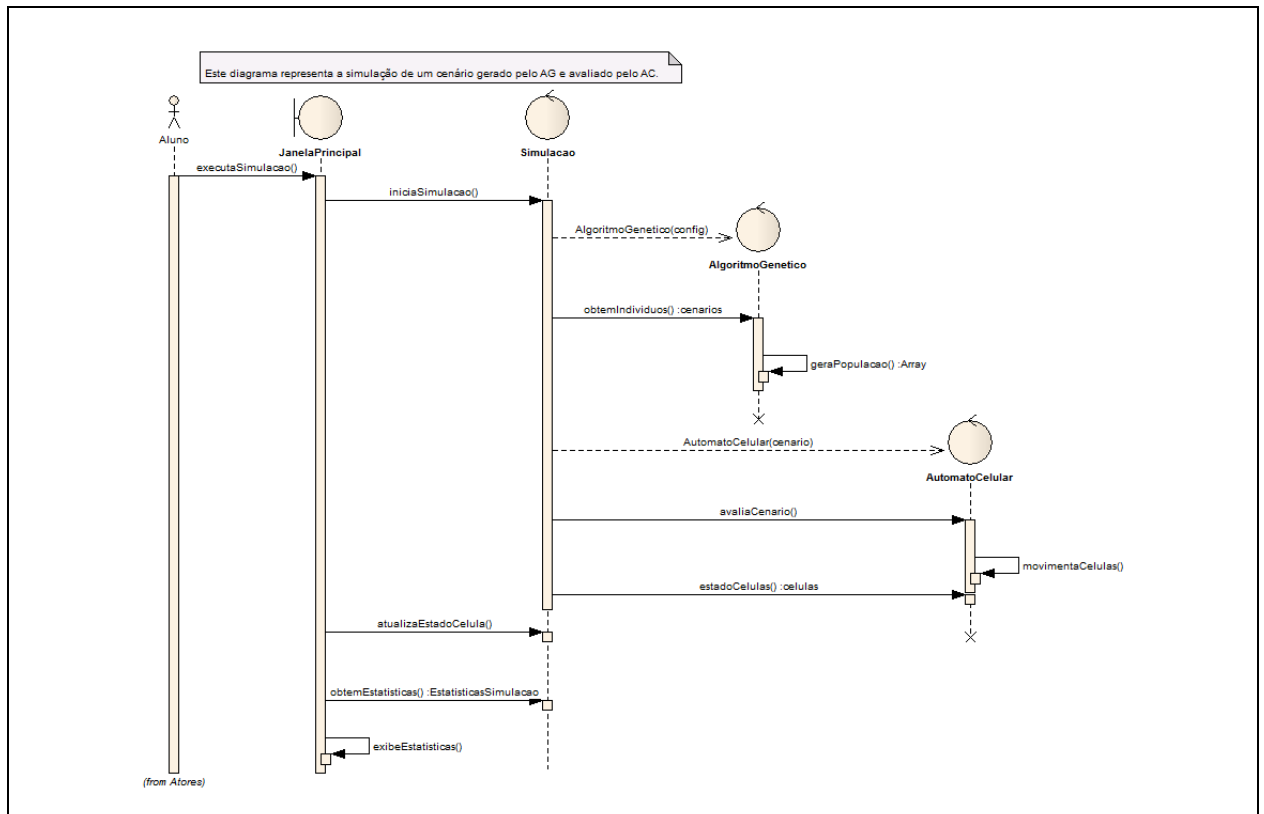 Este diagrama representa a simulação de um cenário gerado pelo AG e avaliado pelo AC.
Aluno
JanelaPrincipal
Simulacao
executaSimulacao()
iniciaSimulacao()
AlgoritmoGenetico(config)
AlgoritmoGenetico
obtemIndividuos() :cenarios
geraPopulacao() :Array
AutomatoCelular(cenario)
AutomatoCelular
avaliaCenario()
movimentaCelulas()
estadoCelulas() :celulas
atualizaEstadoCelula()
obtemEstatisticas() :EstatisticasSimulacao
exibeEstatisticas()
(from Atores)